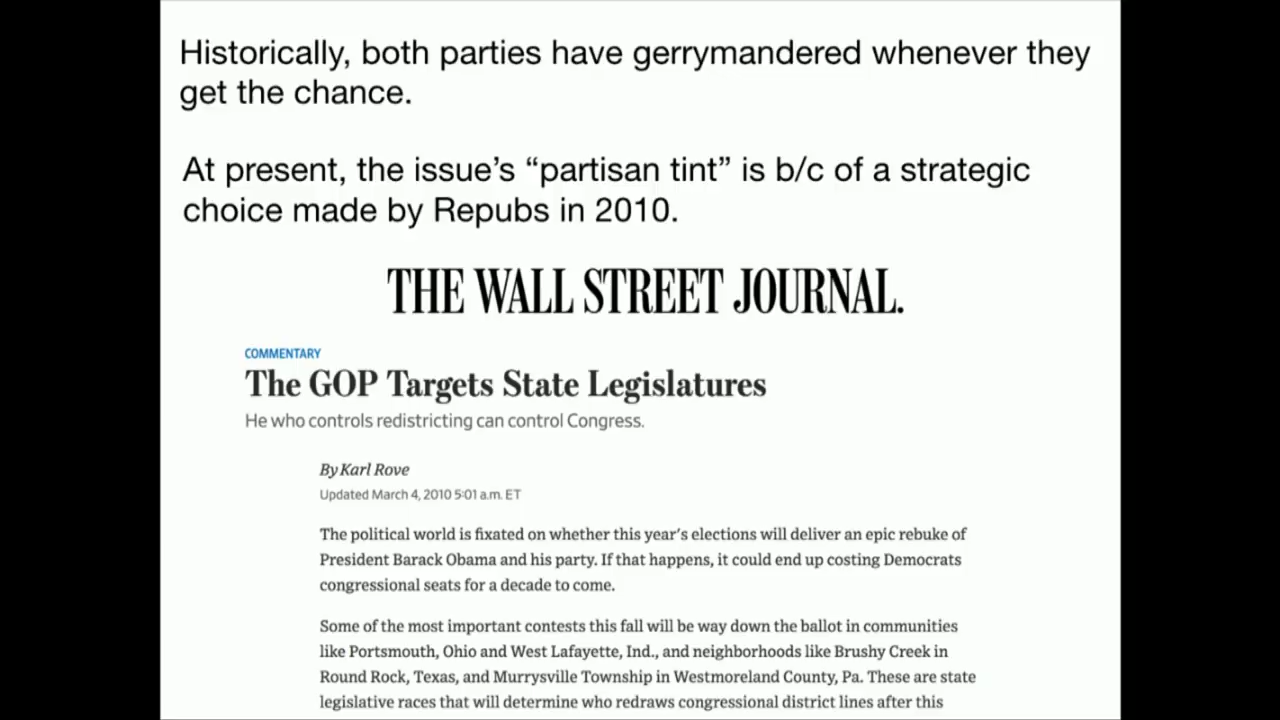 Historically, both parties have gerrymandered whenever they
get the chance.
At present, the issue’s “partisan tint” is b/c of a strategic
choice made by Repubs in 2010.
THE WALL STREET JOURNAL.
COMMENTARY
The GOP Targets State Legislatures
He who controls redistricting can control Congress.
By Karl Rove
Updated March 4, 2010 5:01 a.m. ET
The political world is fixated on whether this year’s elections will deliver an epic rebuke of
President Barack Obama and his party. If that happens, it could end up costing Democrats
congressional seats for a decade to come.
Some of the most important contests this fall will be way down the ballot in communities
like Portsmouth, Ohio and West Lafayette, Ind., and neighborhoods like Brushy Creek in
Round Rock, Texas, and Murrysville Township in Westmoreland County, Pa. These are state
legislative races that will determine who redraws congressional district lines after this